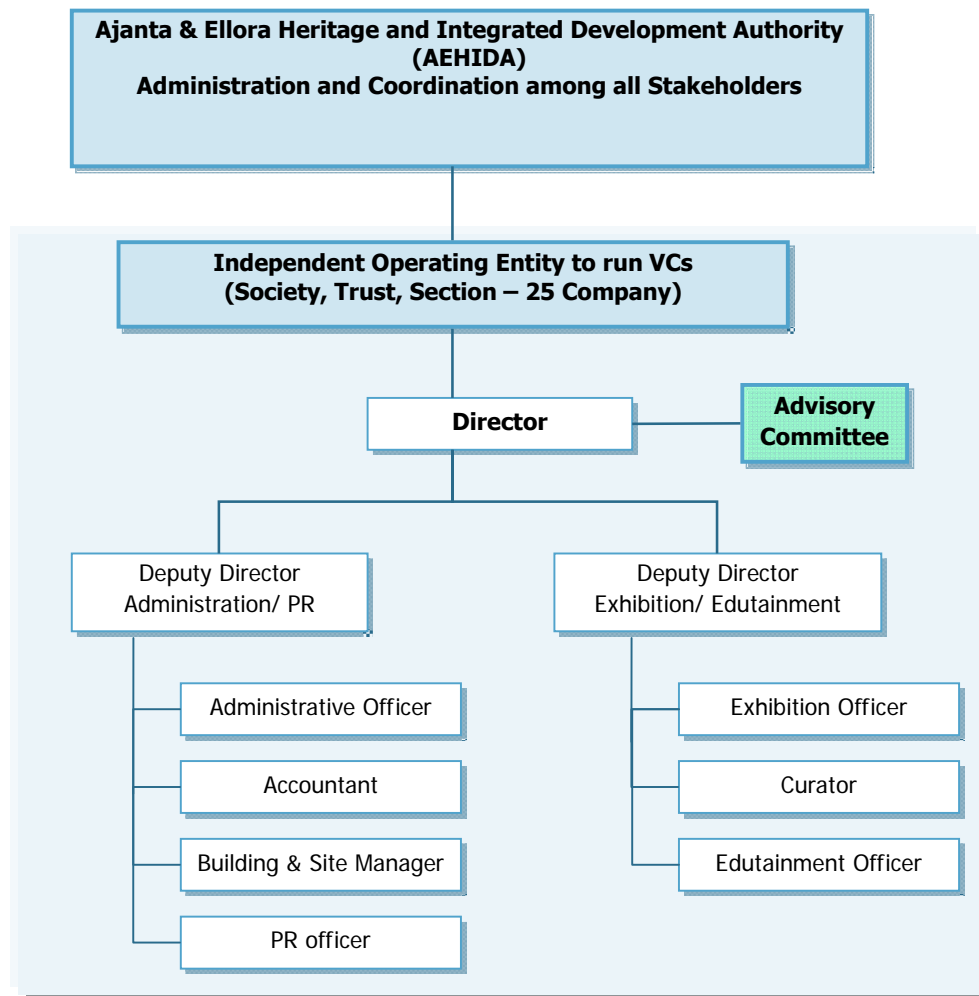 Ajanta & Ellora Heritage and Integrated Development Authority
(AEHIDA)
Administration and Coordination among all Stakeholders
Independent Operating Entity to run VCs
(Society, Trust, Section – 25 Company)
Director
Advisory
Committee
Deputy Director
Administration/ PR
Deputy Director
Exhibition/ Edutainment
Administrative Officer
Accountant
Building & Site Manager
PR officer
Exhibition Officer
Curator
Edutainment Officer